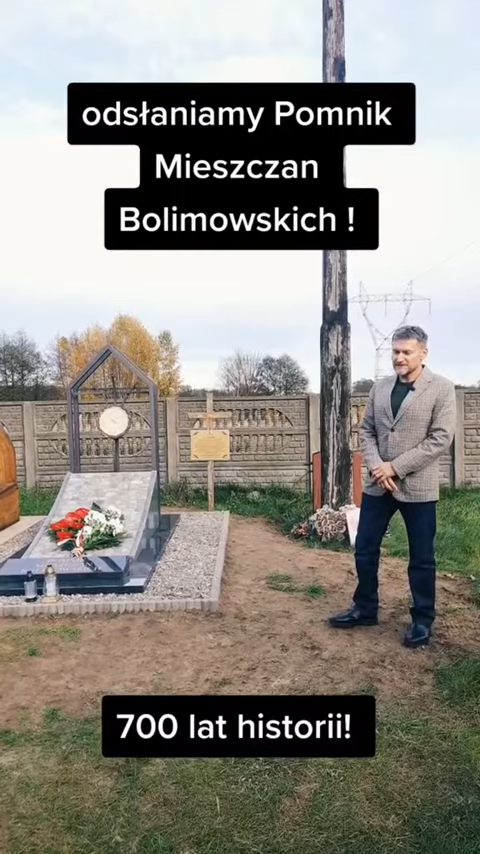 odsłaniamy Pomnik
Mieszczan
Bolimowskich !
700 lat historii!